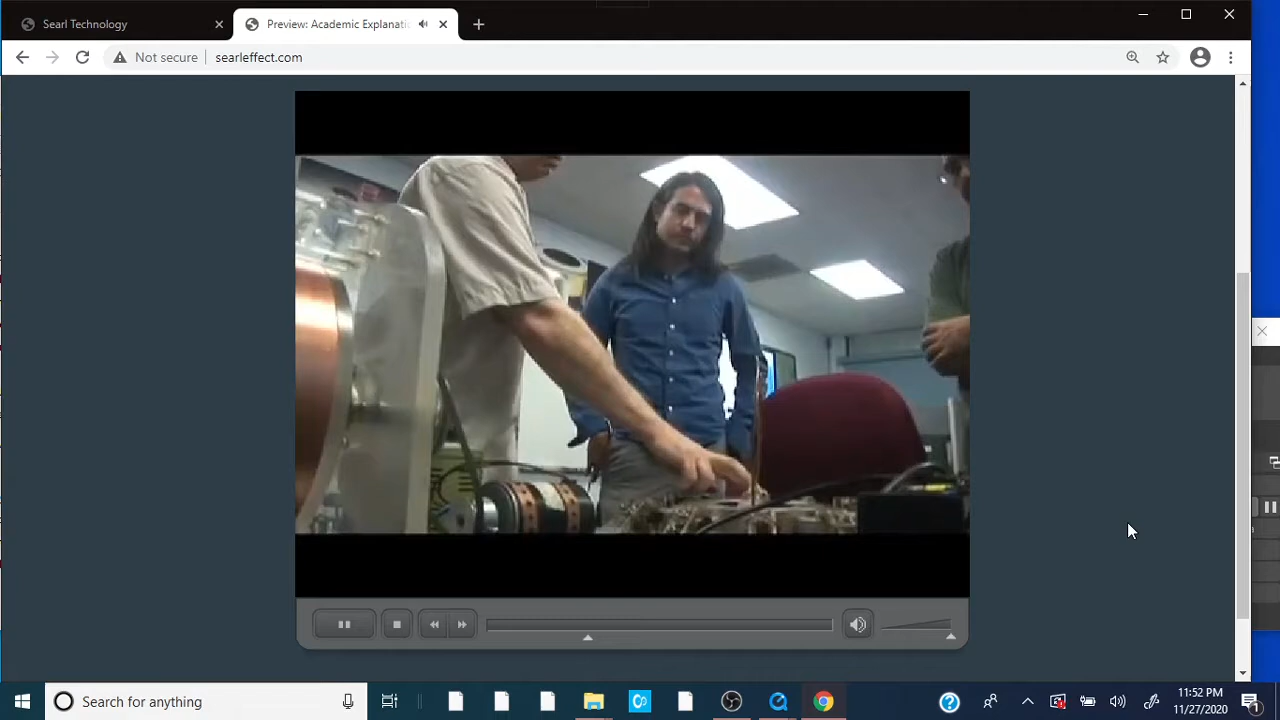 Searl Technology
Preview: Academic Explanati
Not secure
searleffect.com
Search for anything
11:52 PM
11/27/2020